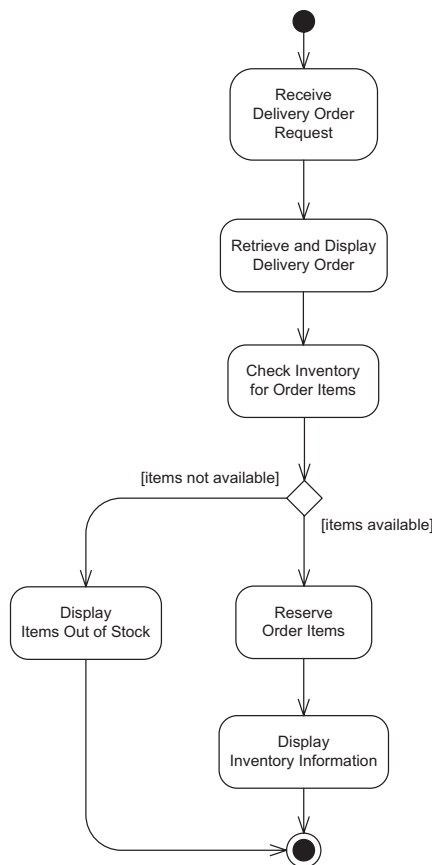 Receive
Delivery Order
Request
Retrieve and Display
Delivery Order
Check Inventory
for Order Items
[items not available]
[items available]
Display
Items Out of Stock
Reserve
Order Items
Display
Inventory Information